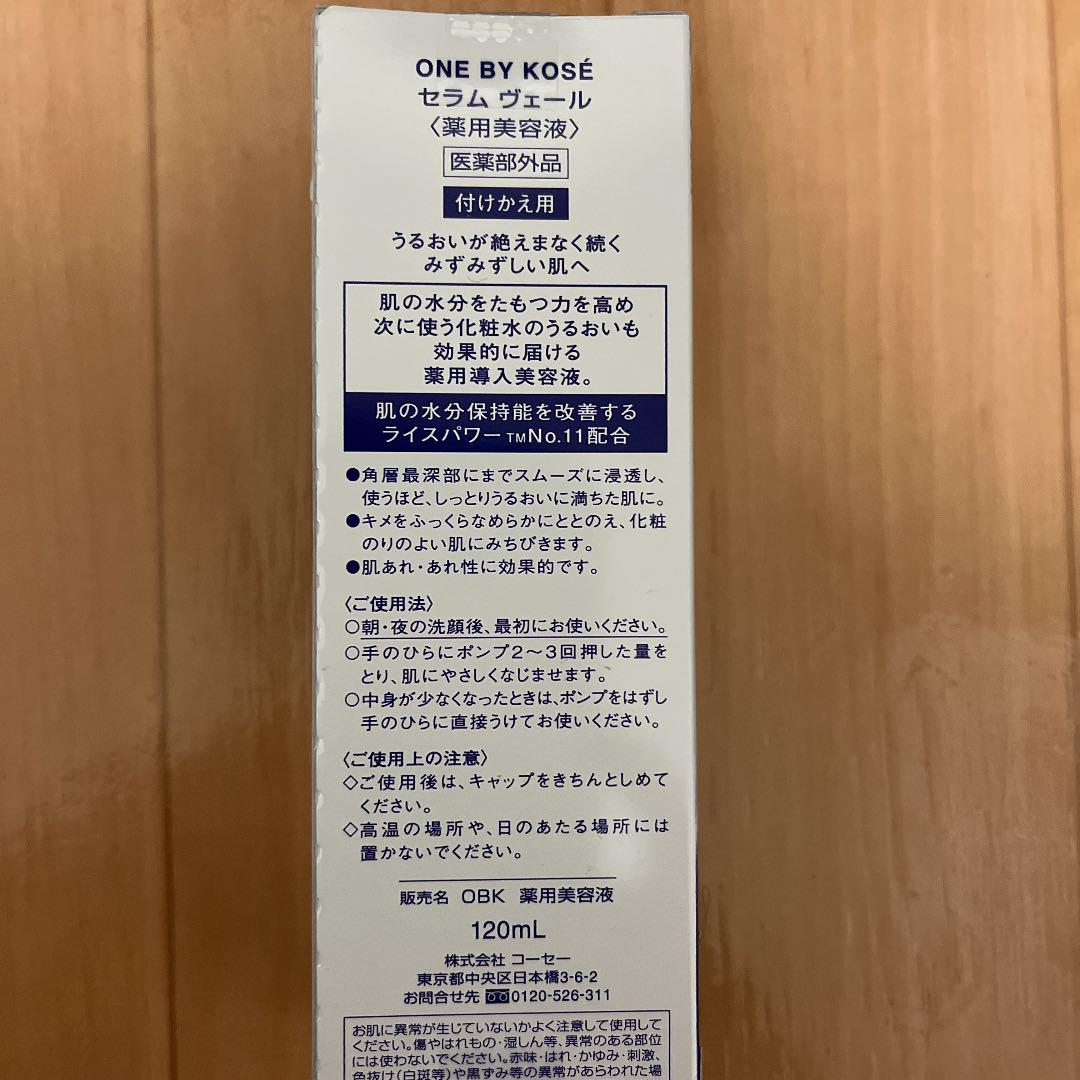 ONE BY KOSÉ
セラム ヴェール
〈薬用美容液〉
医薬部外品
付けかえ用
うるおいが絶えまなく続く
みずみずしい肌へ
肌の水分をたもつ力を高め
次に使う化粧水のうるおいも
効果的に届ける
薬用導入美容液。
肌の水分保持能を改善する
ライスパワー™No.11配合
●角層最深部にまでスムーズに浸透し、
使うほど、しっとりうるおいに満ちた肌に。
●キメをふっくらなめらかにととのえ、化粧
のりのよい肌にみちびきます。
●肌あれ・あれ性に効果的です。
〈ご使用法〉
○朝・夜の洗顔後、最初にお使いください。
○手のひらにポンプ2～3回押した量を
とり、肌にやさしくなじませます。
○中身が少なくなったときは、ポンプをはずし
手のひらに直接うけてお使いください。
〈ご使用上の注意〉
◇ご使用後は、キャップをきちんとしめて
ください。
◇高温の場所や、日のあたる場所には
置かないでください。
販売名 OBK 薬用美容液
120mL
株式会社 コーセー
東京都中央区日本橋3-6-2
お問合せ先 0120-526-311
お肌に異常が生じていないかよく注意して使用して
ください。傷やはれもの・湿しん等、異常のある部位
には使わないでください。赤味・はれ・かゆみ・刺激、
色抜け(白斑等)や黒ずみ等の異常があらわれた場